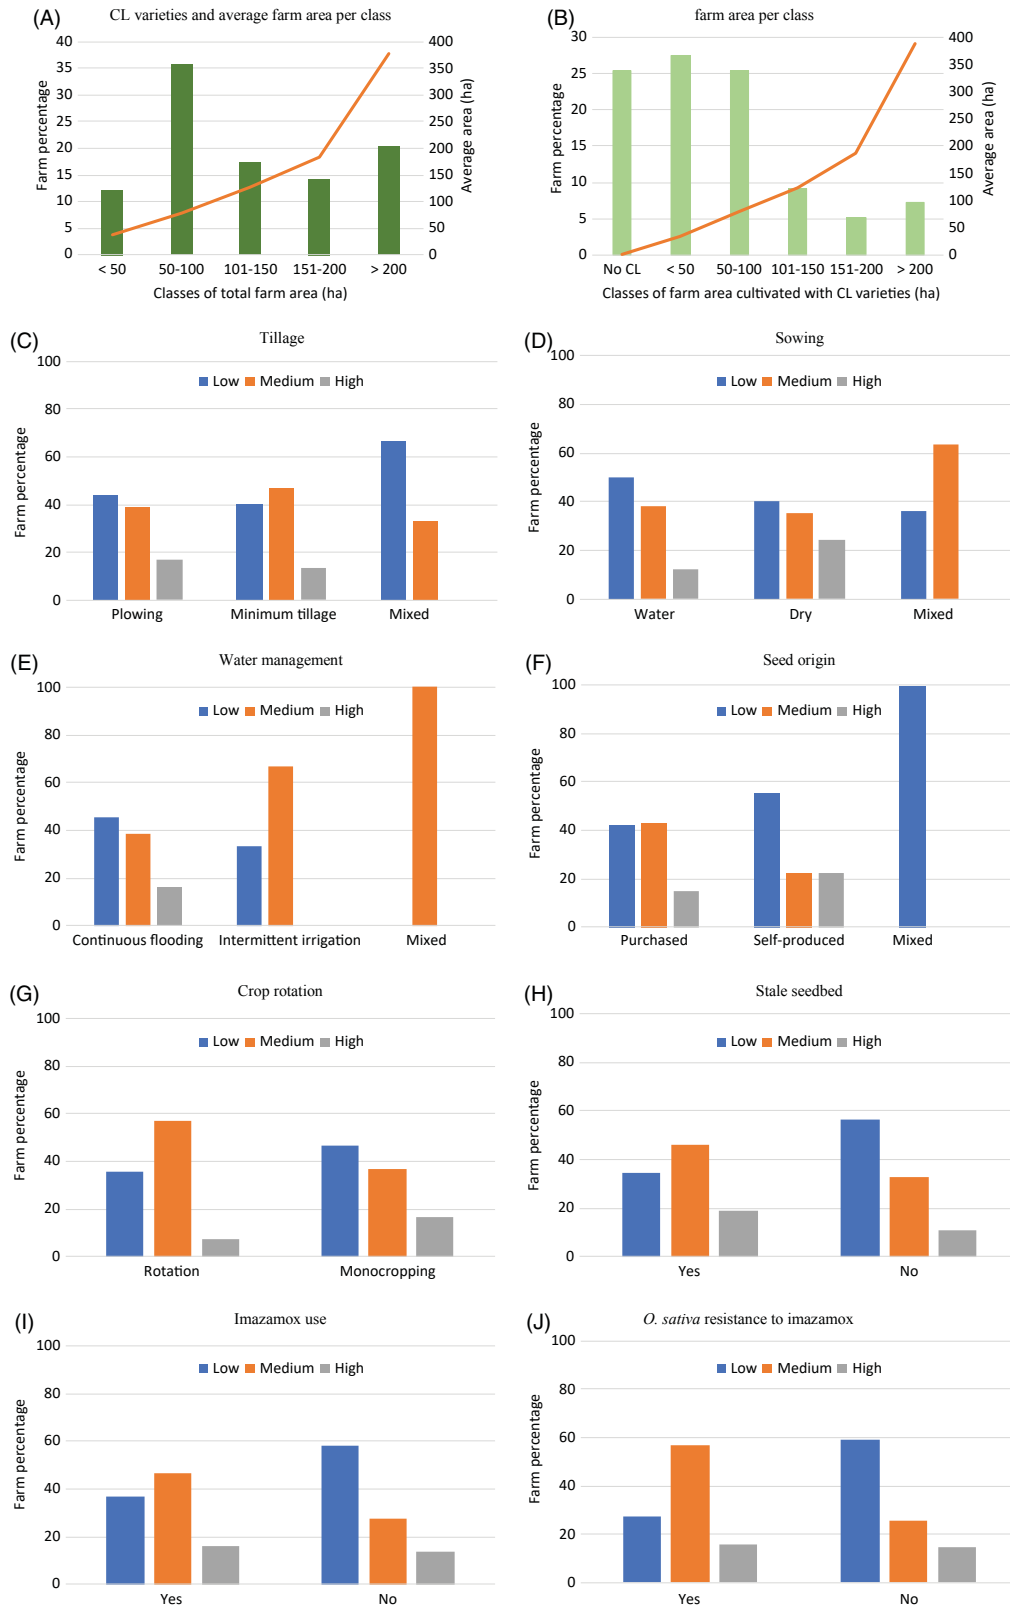 (A)
CL varieties and average farm area per class
40
35
30
25
20
15
10
5
0
Farm percentage
400
350
300
250
200
150
100
50
0
Average area (ha)
< 50 50-100 101-150 151-200 > 200
Classes of total farm area (ha)
(B)
farm area per class
30
25
20
15
10
5
0
Farm percentage
400
350
300
250
200
150
100
50
0
Average area (ha)
No CL < 50 50-100 101-150 151-200 > 200
Classes of farm area cultivated with CL varieties (ha)
(C)
Tillage
Low Medium High
100
80
60
40
20
0
Farm percentage
Plowing Minimum tillage Mixed
(D)
Sowing
Low Medium High
100
80
60
40
20
0
Farm percentage
Water Dry Mixed
(E)
Water management
Low Medium High
100
80
60
40
20
0
Farm percentage
Continuous flooding Intermittent irrigation Mixed
(F)
Seed origin
Low Medium High
100
80
60
40
20
0
Farm percentage
Purchased Self-produced Mixed
(G)
Crop rotation
Low Medium High
100
80
60
40
20
0
Farm percentage
Rotation Monocropping
(H)
Stale seedbed
Low Medium High
100
80
60
40
20
0
Farm percentage
Yes No
(I)
Imazamox use
Low Medium High
100
80
60
40
20
0
Farm percentage
Yes No
(J)
O. sativa resistance to imazamox
Low Medium High
100
80
60
40
20
0
Farm percentage
Yes No